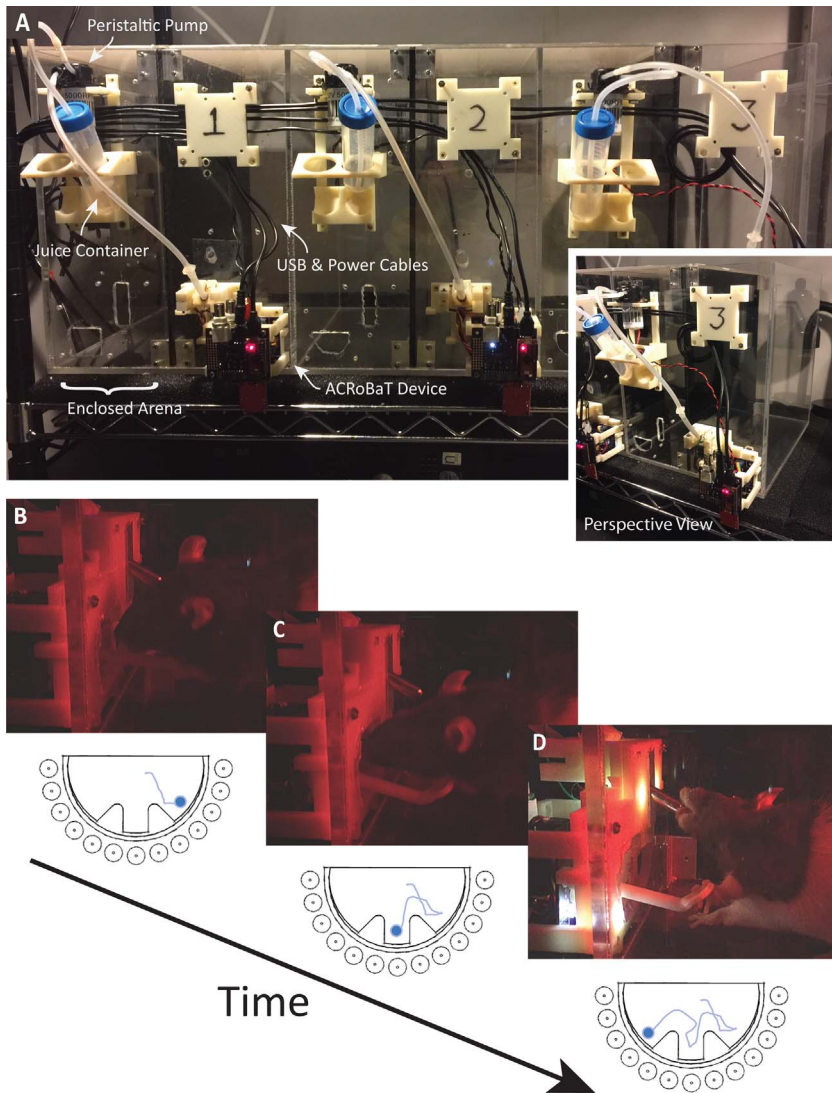 A
Peristaltic Pump
1
2
3
Juice Container
USB & Power Cables
3
ACRoBaT Device
Enclosed Arena
Perspective View
B
C
D
Time